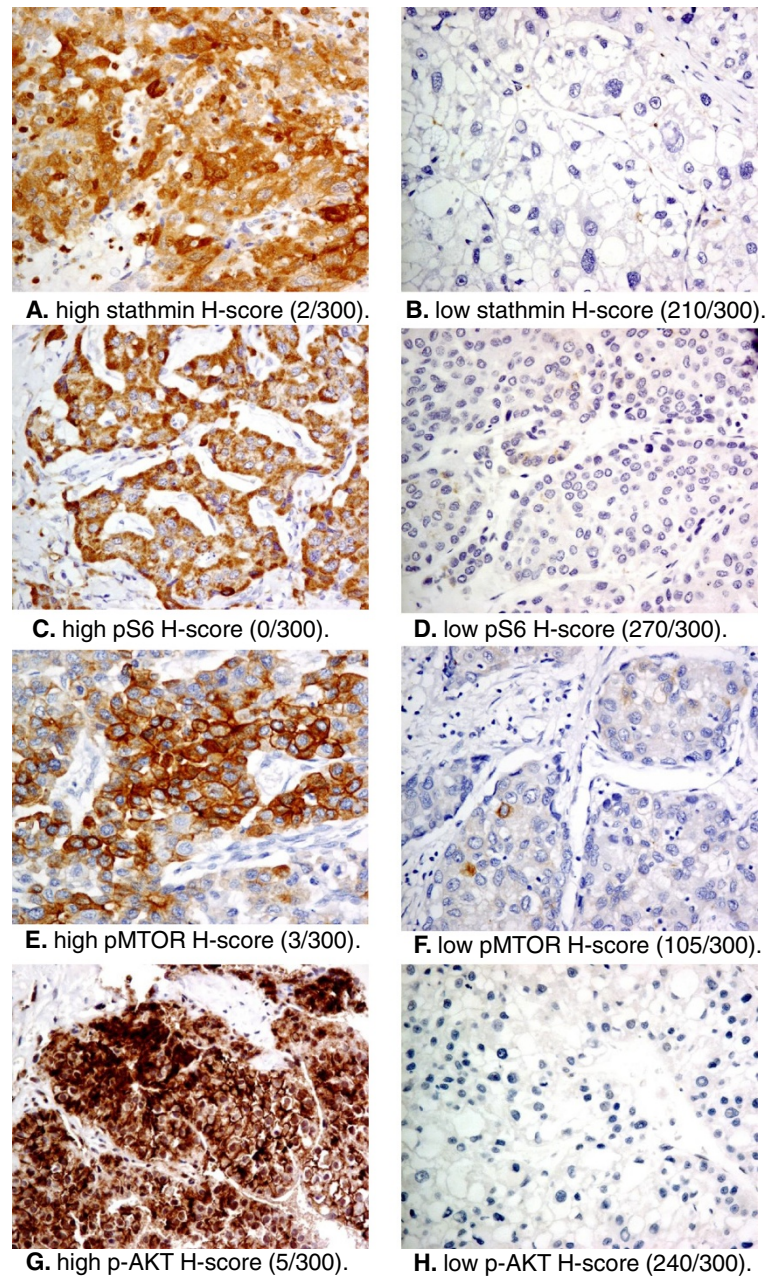 A. high stathmin H-score (2/300).
B. low stathmin H-score (210/300).
C. high pS6 H-score (0/300).
D. low pS6 H-score (270/300).
E. high pMTOR H-score (3/300).
F. low pMTOR H-score (105/300).
G. high p-AKT H-score (5/300).
H. low p-AKT H-score (240/300).